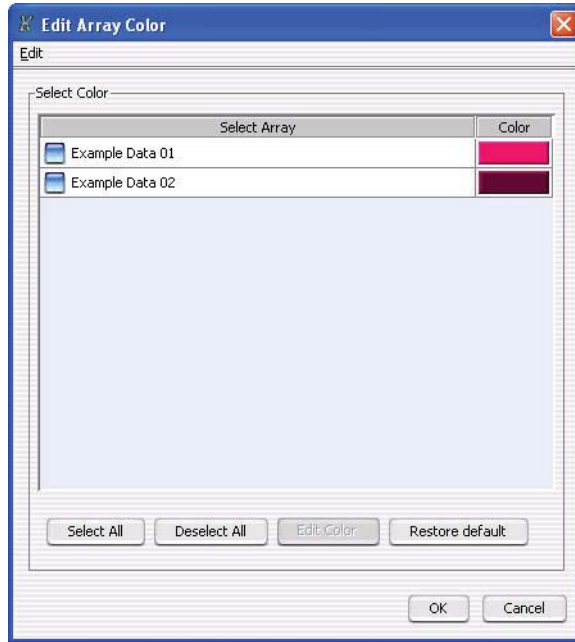 Edit Array Color
Edit
Select Color
Select Array Color
Example Data 01
Example Data 02
Select All Deselect All Edit Color Restore default
OK Cancel